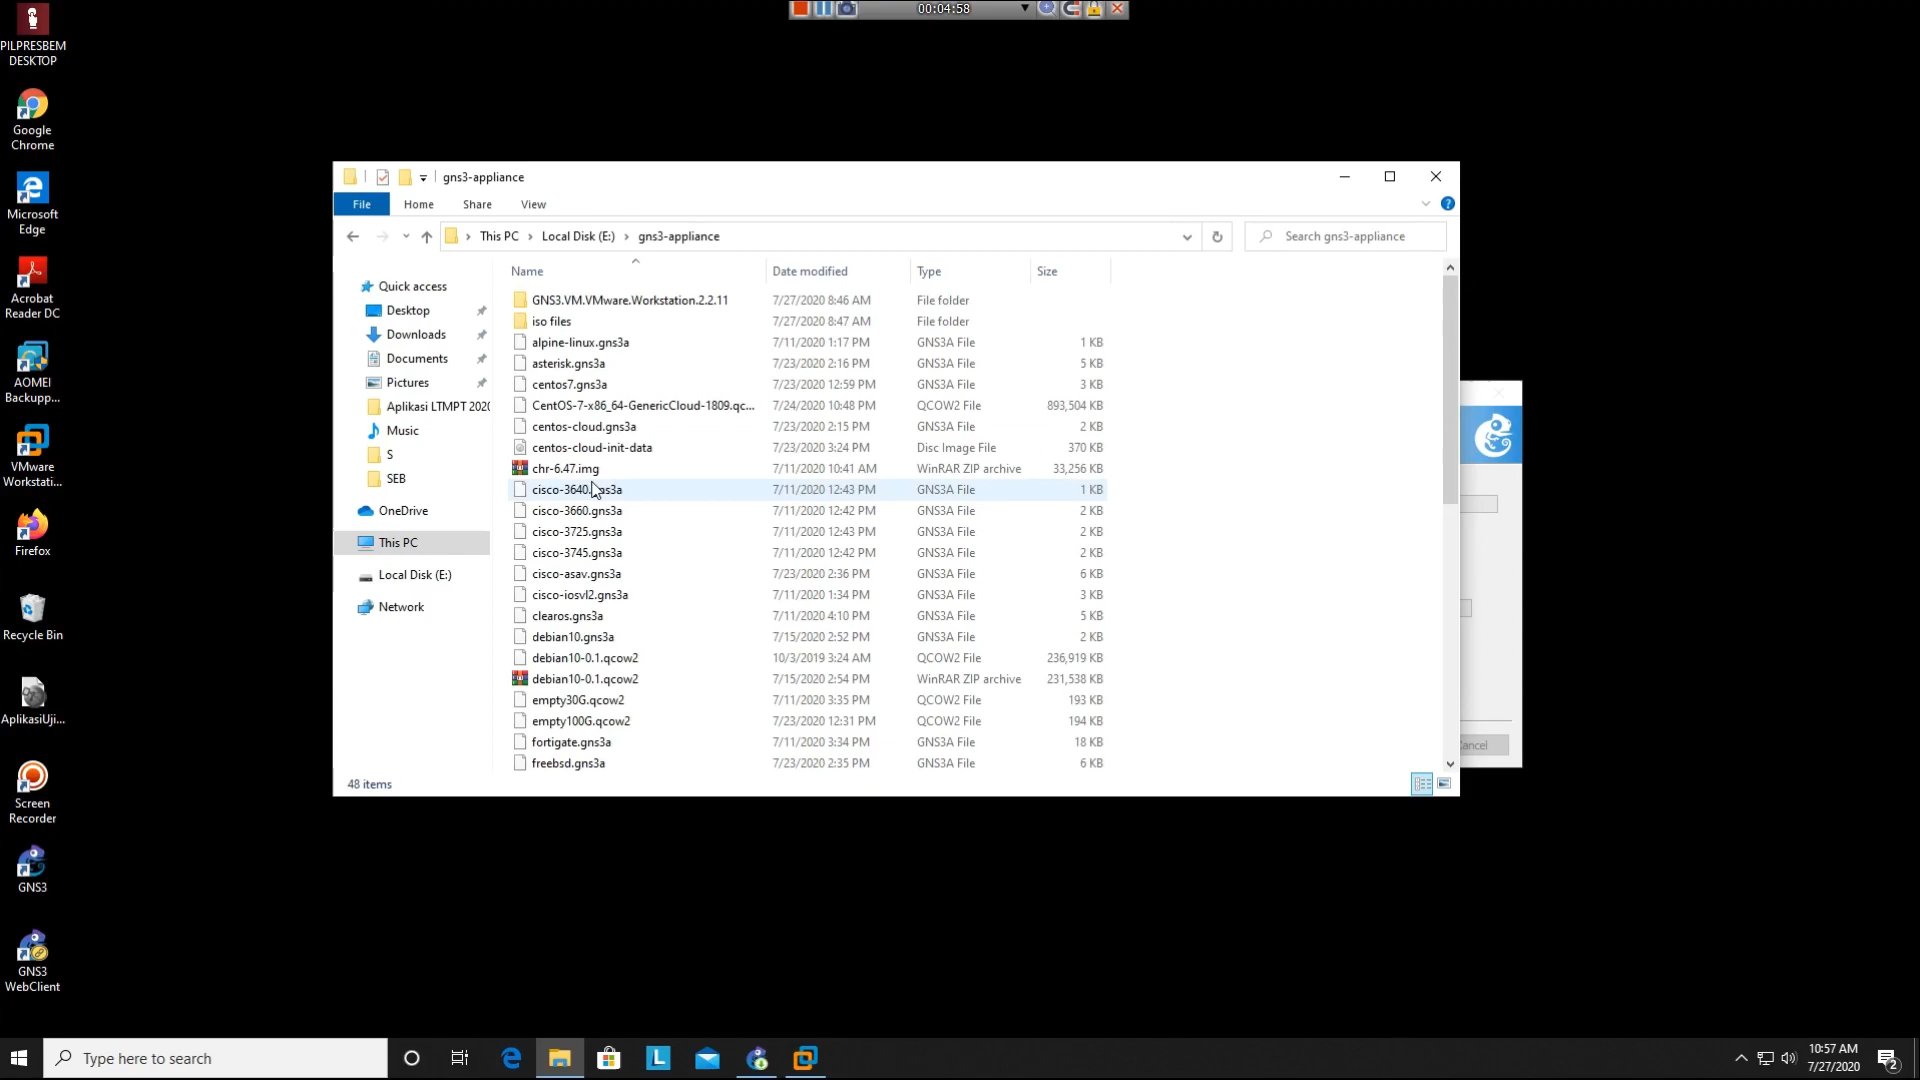 00:04:58
PILPRESBEM
DESKTOP
Google
Chrome
Microsoft
Edge
Acrobat
Reader DC
AOMEI
Backupp...
VMware
Workstati...
Firefox
Recycle Bin
AplikasiUji...
Screen
Recorder
GNS3
GNS3
WebClient
gns3-appliance
File Home Share View
This PC Local Disk (E:) gns3-appliance
Search gns3-appliance
Quick access
Desktop
Downloads
Documents
Pictures
Aplikasi LTMPT 2020
Music
S
SEB
OneDrive
This PC
Local Disk (E:)
Network
Name Date modified Type Size
GNS3.VM.VMware.Workstation.2.2.11 7/27/2020 8:46 AM File folder
iso files 7/27/2020 8:47 AM File folder
alpine-linux.gns3a 7/11/2020 1:17 PM GNS3A File 1 KB
asterisk.gns3a 7/23/2020 2:16 PM GNS3A File 5 KB
centos7.gns3a 7/23/2020 12:59 PM GNS3A File 3 KB
CentOS-7-x86_64-GenericCloud-1809.qc... 7/24/2020 10:48 PM QCOW2 File 893,504 KB
centos-cloud.gns3a 7/23/2020 2:15 PM GNS3A File 2 KB
centos-cloud-init-data 7/23/2020 3:24 PM Disc Image File 370 KB
chr-6.47.img 7/11/2020 10:41 AM WinRAR ZIP archive 33,256 KB
cisco-3640.gns3a 7/11/2020 12:43 PM GNS3A File 1 KB
cisco-3660.gns3a 7/11/2020 12:42 PM GNS3A File 2 KB
cisco-3725.gns3a 7/11/2020 12:43 PM GNS3A File 2 KB
cisco-3745.gns3a 7/11/2020 12:42 PM GNS3A File 2 KB
cisco-asav.gns3a 7/23/2020 2:36 PM GNS3A File 6 KB
cisco-iosvl2.gns3a 7/11/2020 1:34 PM GNS3A File 3 KB
clearos.gns3a 7/11/2020 4:10 PM GNS3A File 5 KB
debian10.gns3a 7/15/2020 2:52 PM GNS3A File 2 KB
debian10-0.1.qcow2 10/3/2019 3:24 AM QCOW2 File 236,919 KB
debian10-0.1.qcow2 7/15/2020 2:54 PM WinRAR ZIP archive 231,538 KB
empty30G.qcow2 7/11/2020 3:35 PM QCOW2 File 193 KB
empty100G.qcow2 7/23/2020 12:31 PM QCOW2 File 194 KB
fortigate.gns3a 7/11/2020 3:34 PM GNS3A File 18 KB
freebsd.gns3a 7/23/2020 2:35 PM GNS3A File 6 KB
48 items
Cancel
Type here to search
10:57 AM
7/27/2020
2